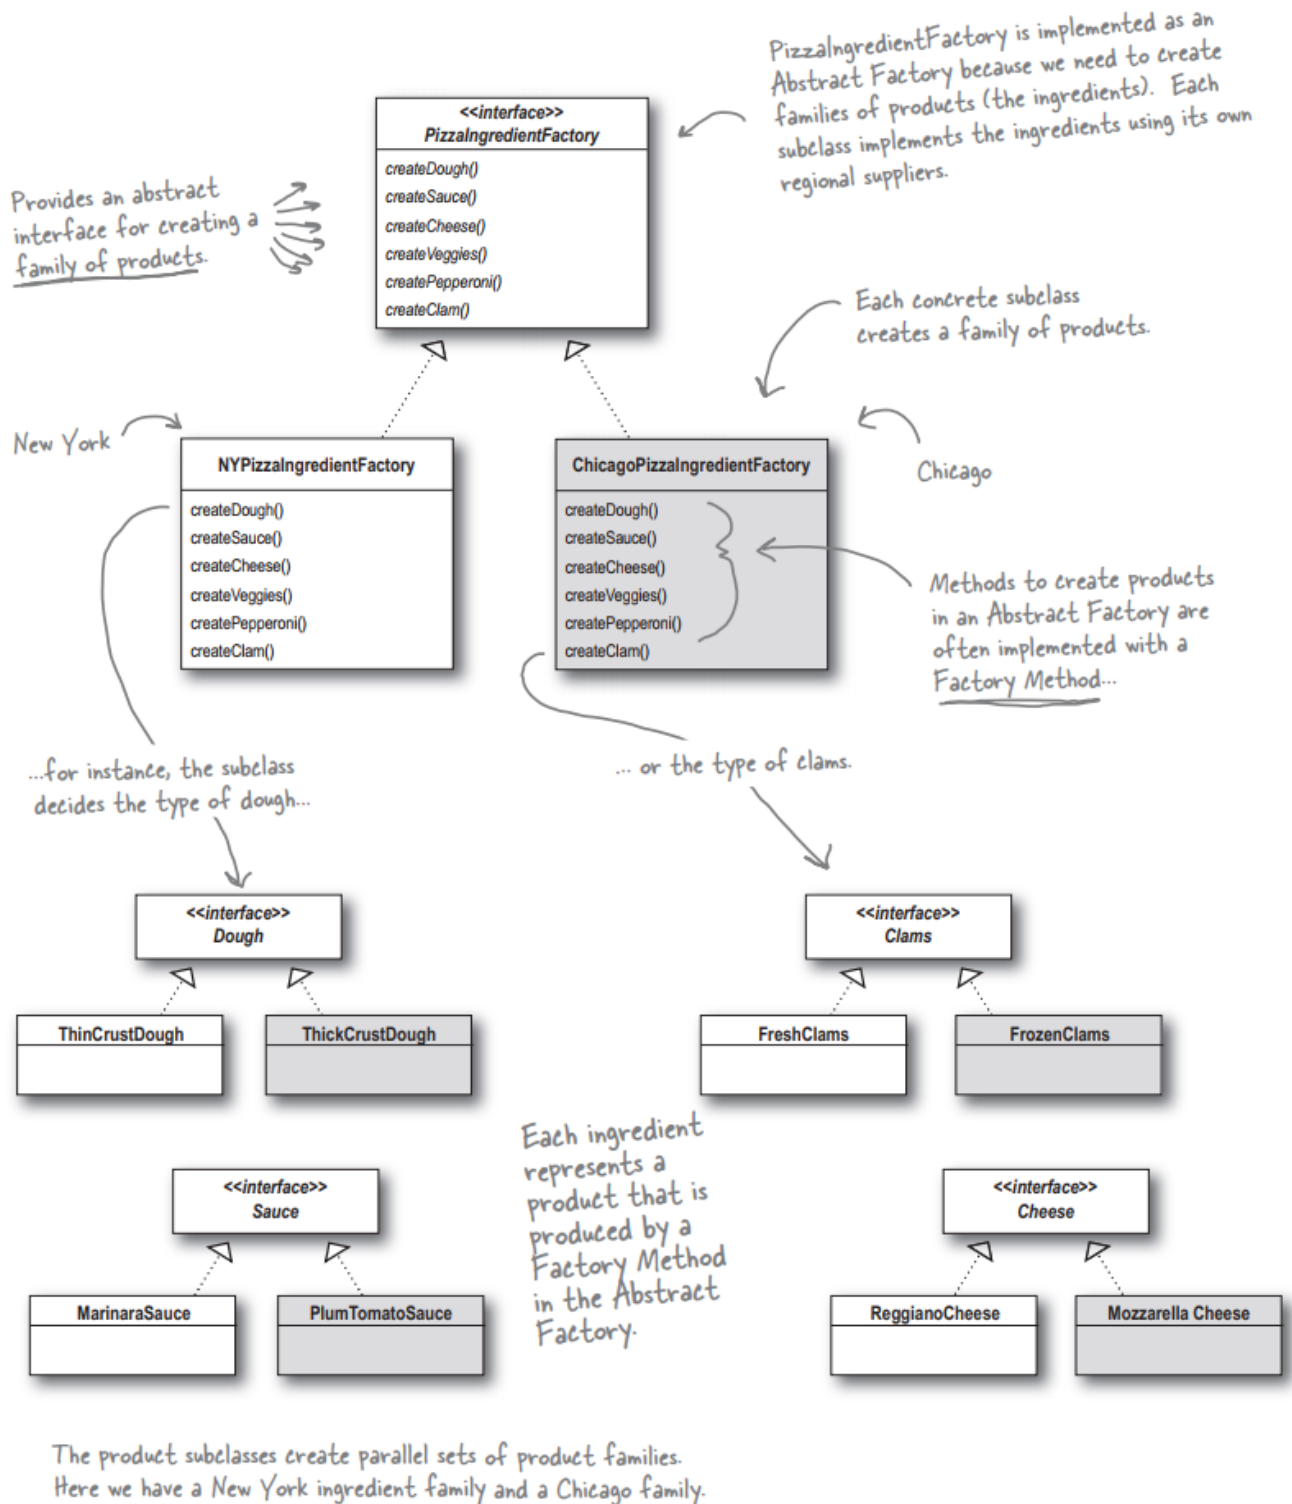 PizzaIngredientFactory is implemented as an
Abstract Factory because we need to create
families of products (the ingredients). Each
subclass implements the ingredients using its own
regional suppliers.
<<interface>>
PizzaIngredientFactory
createDough()
createSauce()
createCheese()
createVeggies()
createPepperoni()
createClam()
Provides an abstract
interface for creating a
family of products.
Each concrete subclass
creates a family of products.
New York
NYPizzaIngredientFactory
createDough()
createSauce()
createCheese()
createVeggies()
createPepperoni()
createClam()
ChicagoPizzaIngredientFactory
createDough()
createSauce()
createCheese()
createVeggies()
createPepperoni()
createClam()
Chicago
Methods to create products
in an Abstract Factory are
often implemented with a
Factory Method...
...for instance, the subclass
decides the type of dough...
... or the type of clams.
<<interface>>
Dough
ThinCrustDough
ThickCrustDough
<<interface>>
Clams
FreshClams
FrozenClams
Each ingredient
represents a
product that is
produced by a
Factory Method
in the Abstract
Factory.
<<interface>>
Sauce
MarinaraSauce
PlumTomatoSauce
<<interface>>
Cheese
ReggianoCheese
Mozzarella Cheese
The product subclasses create parallel sets of product families.
Here we have a New York ingredient family and a Chicago family.